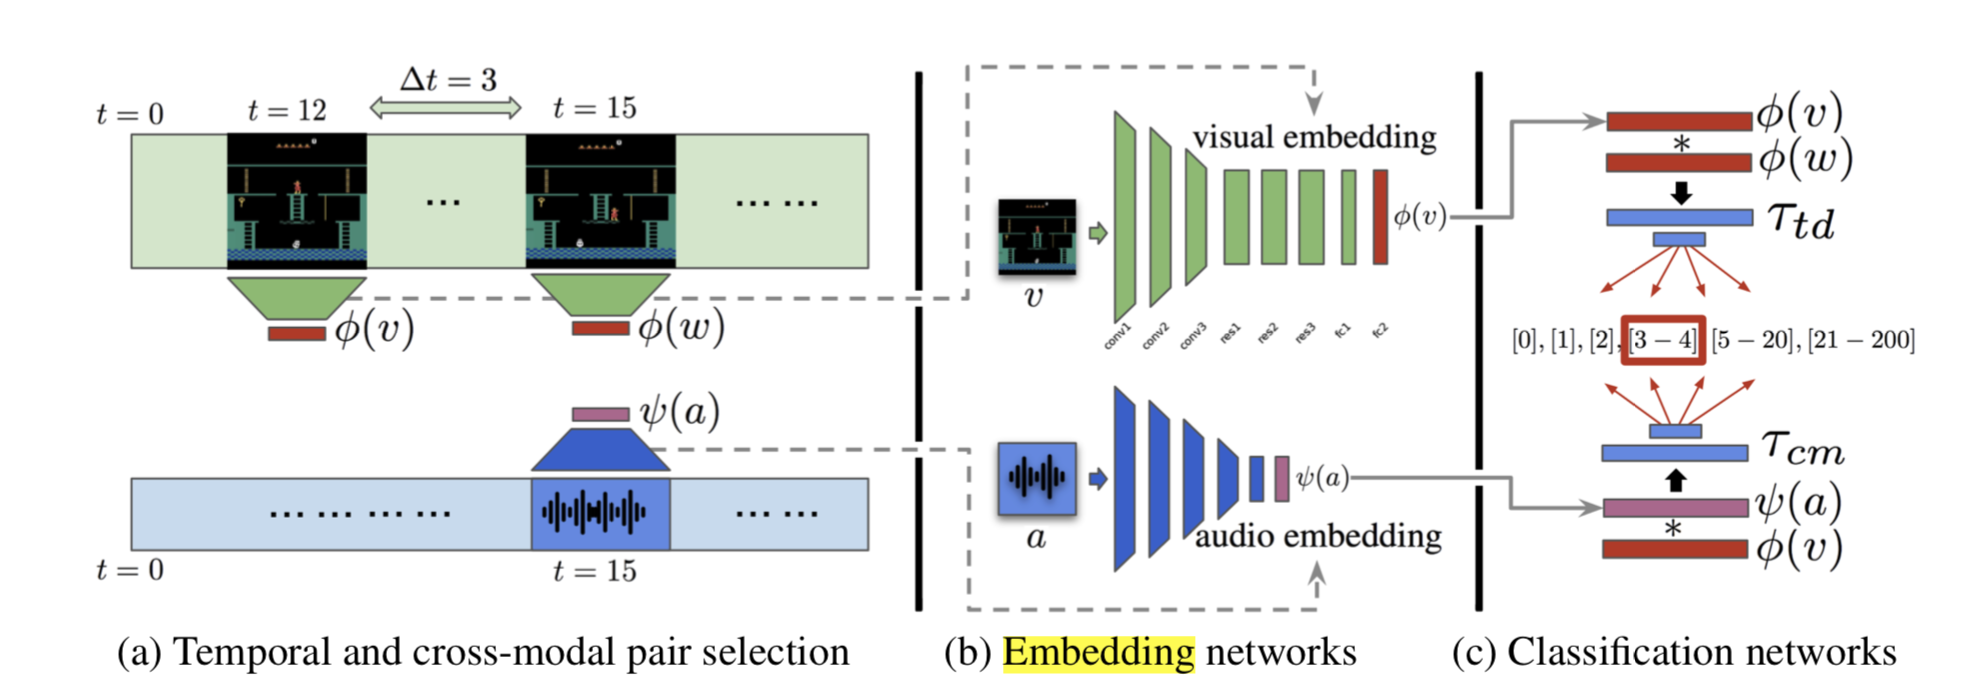 Δt = 3
t = 0
t = 12
t = 15
...
... ...
ϕ(v)
ϕ(w)
ψ(a)
... ... ... ...
... ...
t = 0
t = 15
(a) Temporal and cross-modal pair selection
visual embedding
v
ϕ(v)
conv1
conv2
conv3
res1
res2
res3
fc1
fc2
a
ψ(a)
audio embedding
(b) Embedding networks
ϕ(v)
*
ϕ(w)
τtd
[0], [1], [2], [3 − 4] [5 − 20], [21 − 200]
τcm
ψ(a)
*
ϕ(v)
(c) Classification networks